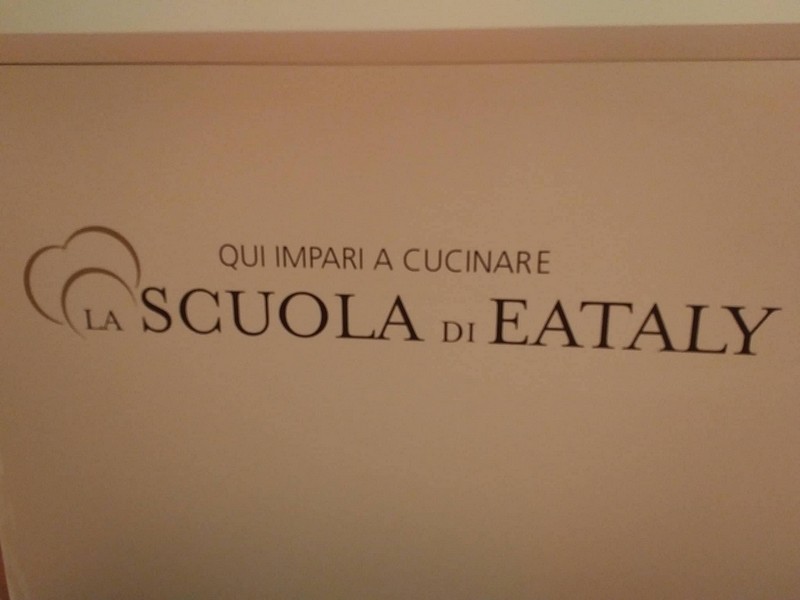 QUI IMPARI A CUCINARE
LA SCUOLA DI EATALY